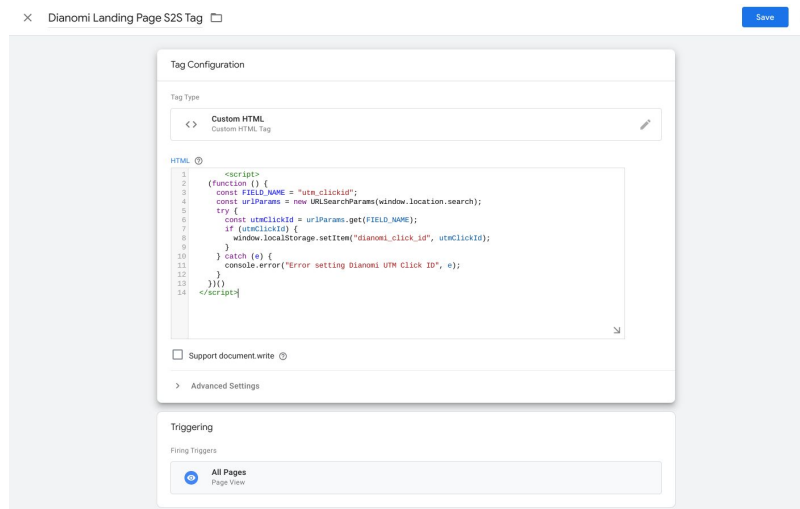 Dianomi Landing Page S2S Tag
Save
Tag Configuration
Tag Type
Custom HTML
Custom HTML Tag
HTML
1 <script>
2 (function () {
3 const FIELD_NAME = "utm_clickid";
4 const urlParams = new URLSearchParams(window.location.search);
5 try {
6 const utmClickId = urlParams.get(FIELD_NAME);
7 if (utmClickId) {
8 window.localStorage.setItem("dianomi_click_id", utmClickId);
9 }
10 } catch (e) {
11 console.error("Error setting Dianomi UTM Click ID", e);
12 }
13 })()
14 </script>
Support document.write
Advanced Settings
Triggering
Firing Triggers
All Pages
Page View